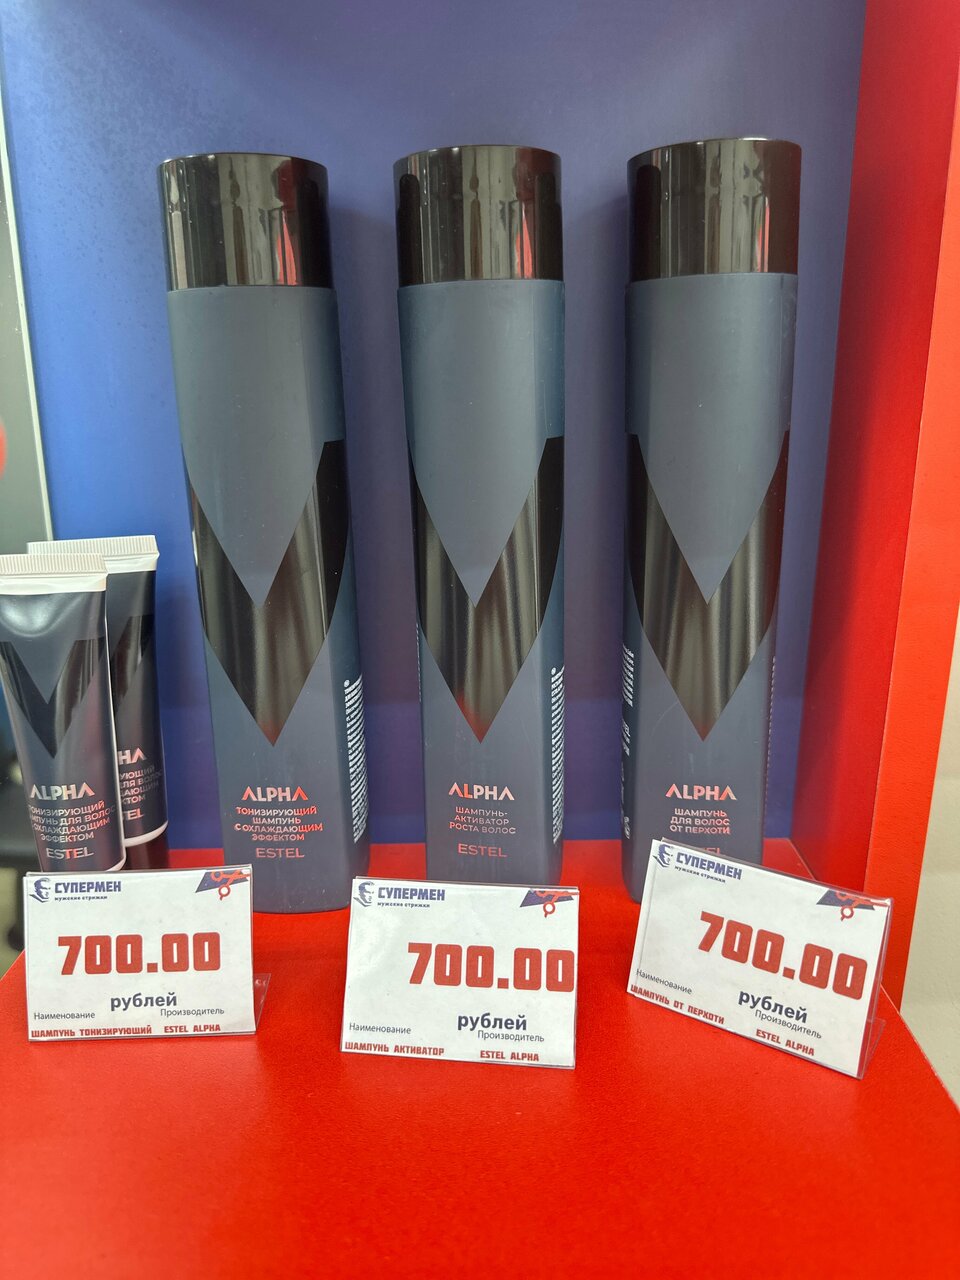 ALPHA
ТОНИЗИРУЮЩИЙ
ШАМПУНЬ ДЛЯ ВОЛОС
С ОХЛАЖДАЮЩИМ
ЭФФЕКТОМ
ESTEL
ALPHA
ТОНИЗИРУЮЩИЙ
ШАМПУНЬ
С ОХЛАЖДАЮЩИМ
ЭФФЕКТОМ
ESTEL
ALPHA
ШАМПУНЬ-
АКТИВАТОР
РОСТА ВОЛОС
ESTEL
ALPHA
ШАМПУНЬ
ДЛЯ ВОЛОС
ОТ ПЕРХОТИ
СУПЕРМЕН
мужские стрижки
700.00
рублей
Наименование Производитель
ШАМПУНЬ ТОНИЗИРУЮЩИЙ ESTEL ALPHA
СУПЕРМЕН
мужские стрижки
700.00
рублей
Наименование Производитель
ШАМПУНЬ АКТИВАТОР ESTEL ALPHA
СУПЕРМЕН
мужские стрижки
700.00
рублей
Наименование Производитель
ШАМПУНЬ ОТ ПЕРХОТИ ESTEL ALPHA